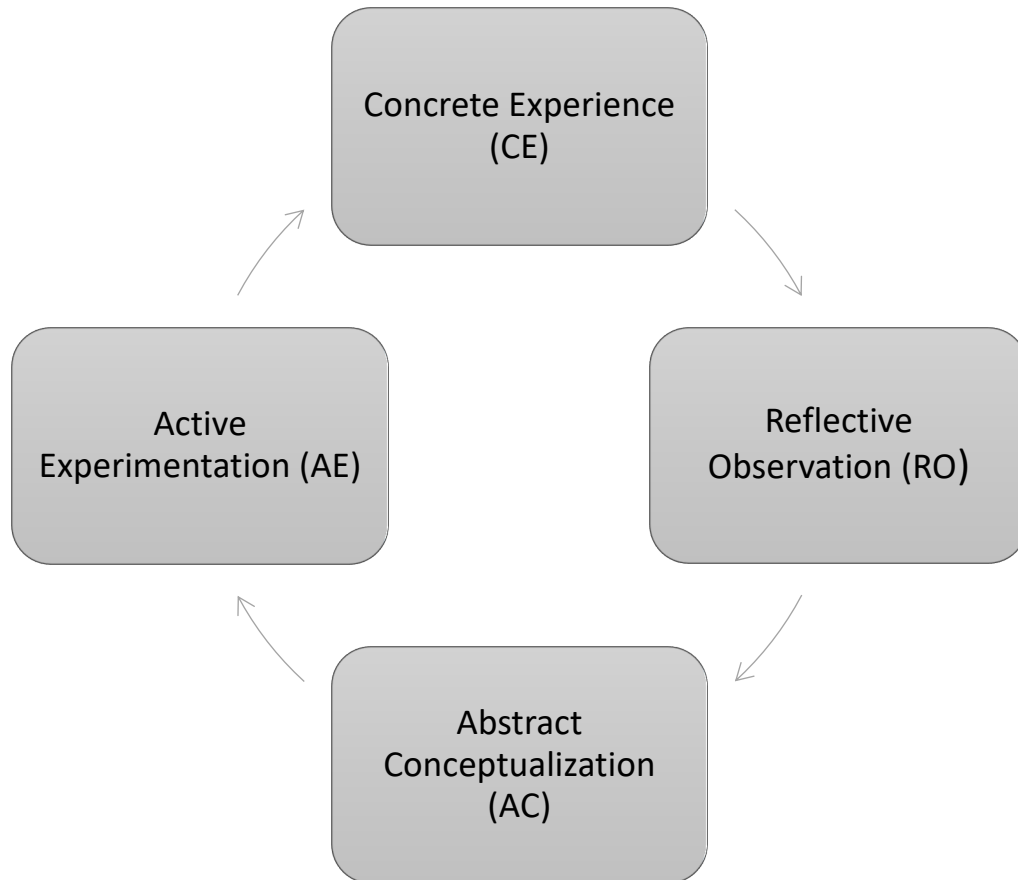 Concrete Experience
(CE)
Reflective
Observation (RO)
Abstract
Conceptualization
(AC)
Active
Experimentation (AE)